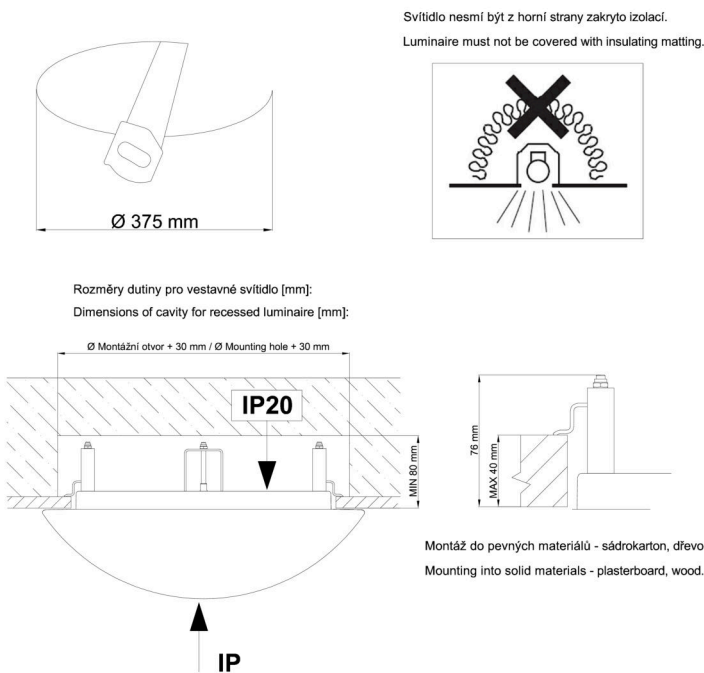 Svítidlo nesmí být z horní strany zakryto izolací.
Luminaire must not be covered with insulating matting.
Ø 375 mm
Rozměry dutiny pro vestavné svítidlo [mm]:
Dimensions of cavity for recessed luminaire [mm]:
Ø Montážní otvor + 30 mm / Ø Mounting hole + 30 mm
IP20
MIN 80 mm
76 mm
MAX 40 mm
Montáž do pevných materiálů - sádrokarton, dřevo
Mounting into solid materials - plasterboard, wood.
IP